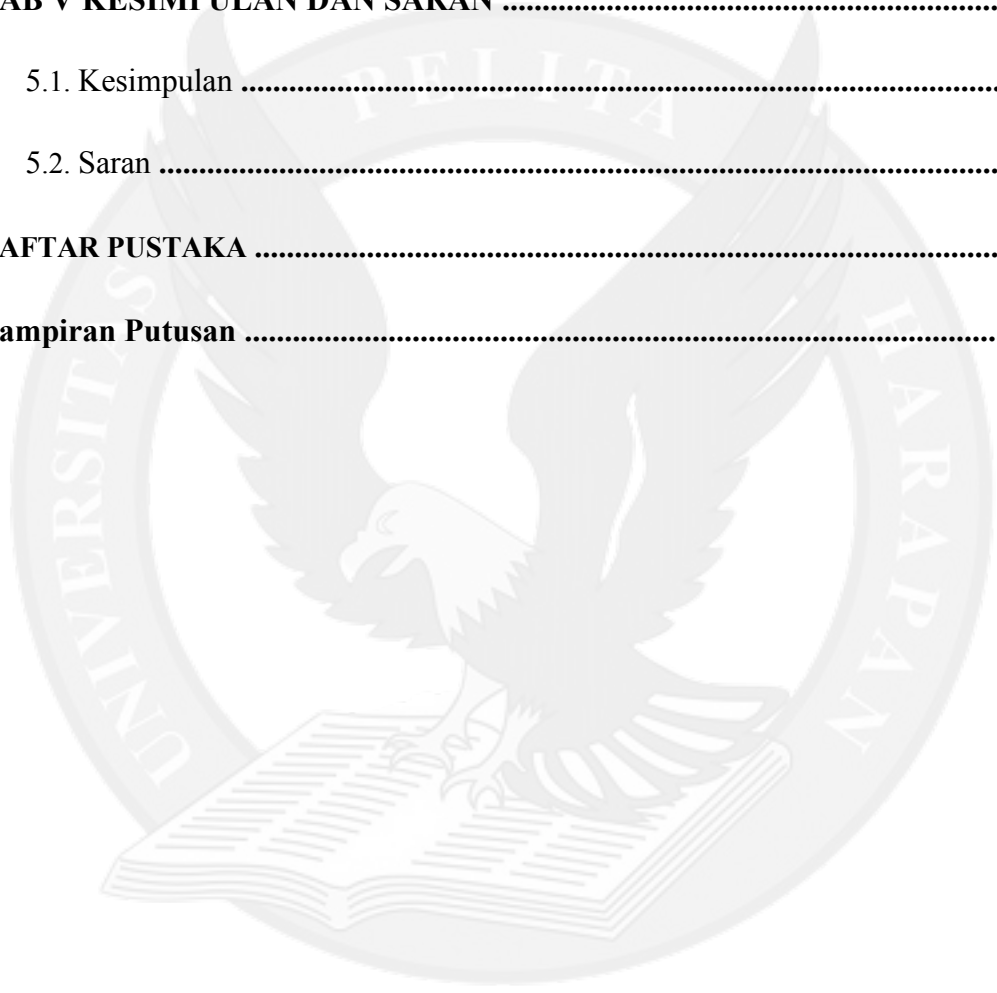 AB V KESIMPULAN DAN SARAN ..............................................................
5.1. Kesimpulan ...............................................................................................
5.2. Saran .........................................................................................................
AFTAR PUSTAKA .............................................................................................
ampiran Putusan ..............................................................................................
UNIVERSITAS PELITA HARAPAN